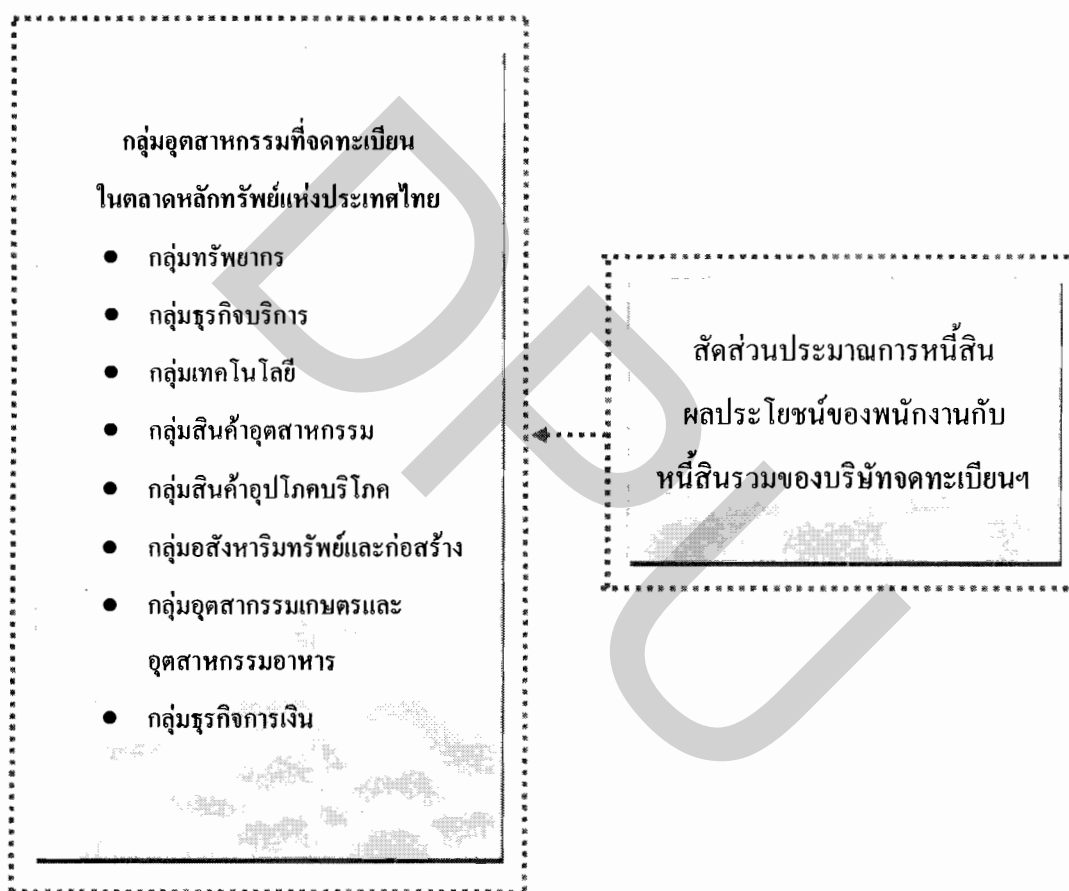 กลุ่มอุตสาหกรรมที่จดทะเบียน
ในตลาดหลักทรัพย์แห่งประเทศไทย
● กลุ่มทรัพยากร
● กลุ่มธุรกิจบริการ
● กลุ่มเทคโนโลยี
● กลุ่มสินค้าอุตสาหกรรม
● กลุ่มสินค้าอุปโภคบริโภค
● กลุ่มอสังหาริมทรัพย์และก่อสร้าง
● กลุ่มอุตสากรรมเกษตรและ
อุตสาหกรรมอาหาร
● กลุ่มธุรกิจการเงิน
สัดส่วนประมาณการหนี้สิน
ผลประโยชน์ของพนักงานกับ
หนี้สินรวมของบริษัทจดทะเบียนฯ
DPU